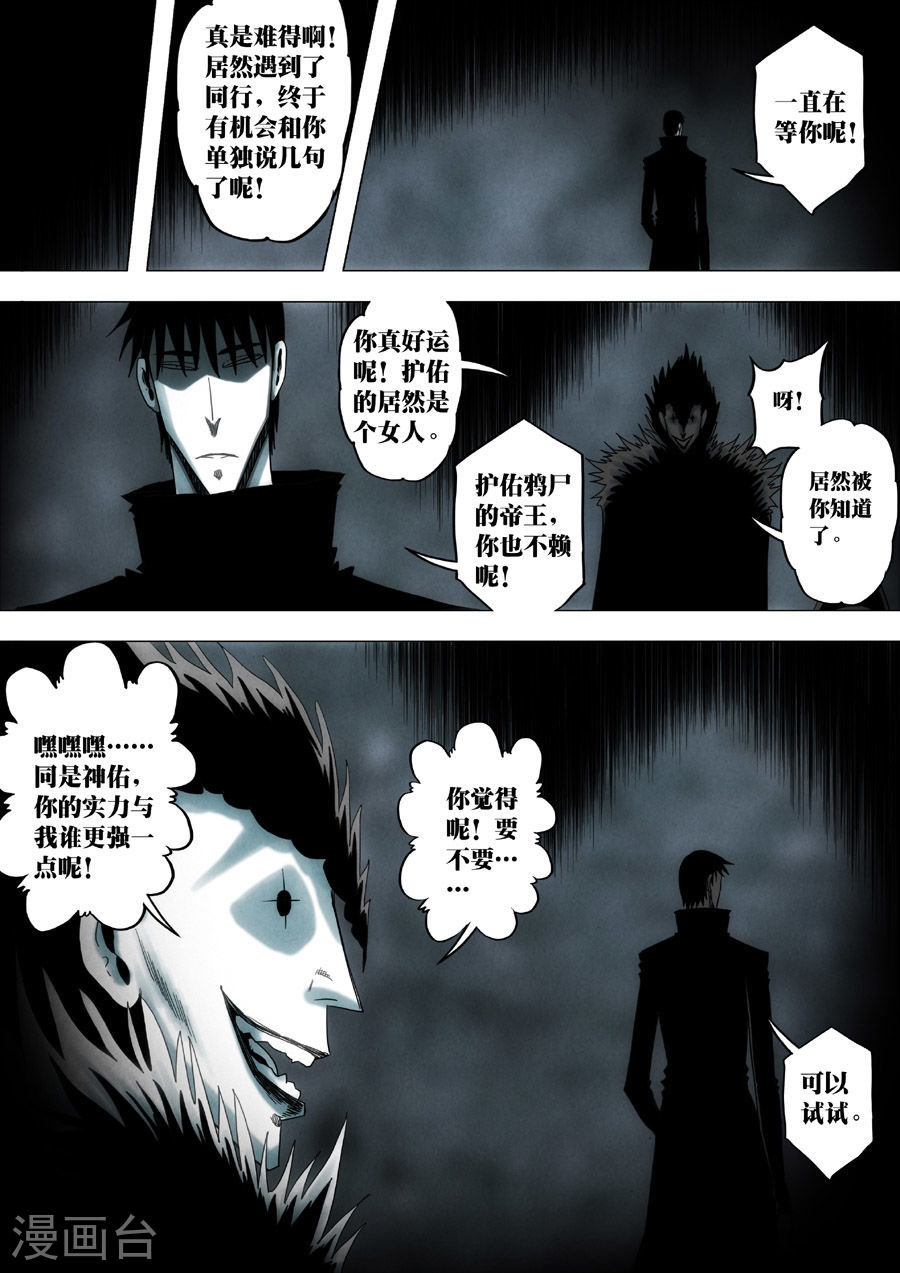 真是难得啊！
居然遇到了
同行，终于
有机会和你
单独说几句
了呢！
一直在
等你呢！
你真好运
呢！护佑
的居然是
个女人。
护佑鸦尸
的帝王，
你也不赖
呢！
呀！
居然被
你知道
了。
嘿嘿嘿……
同是神佑，
你的实力与
我谁更强一
点呢！
你觉得
呢！要
不要…
…
可以
试试。
漫画台